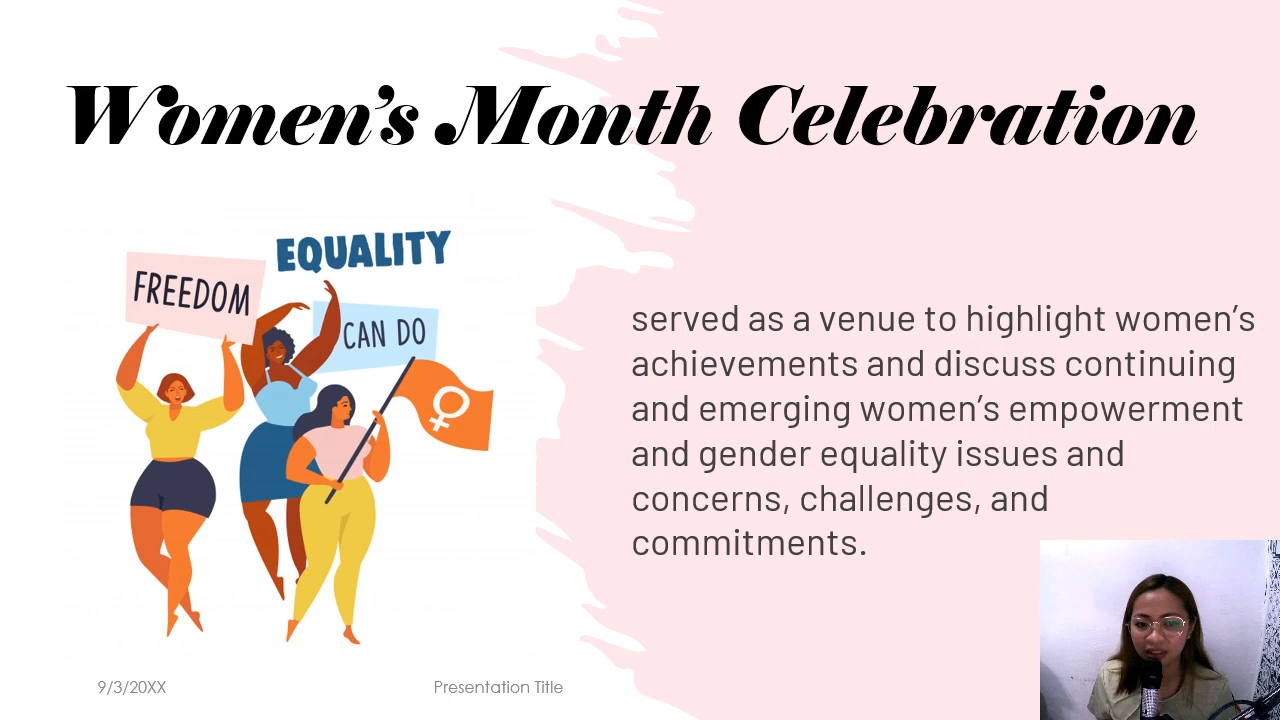 Women’s Month Celebration
EQUALITY
FREEDOM
CAN DO
served as a venue to highlight women’s
achievements and discuss continuing
and emerging women’s empowerment
and gender equality issues and
concerns, challenges, and
commitments.
9/3/20XX
Presentation Title